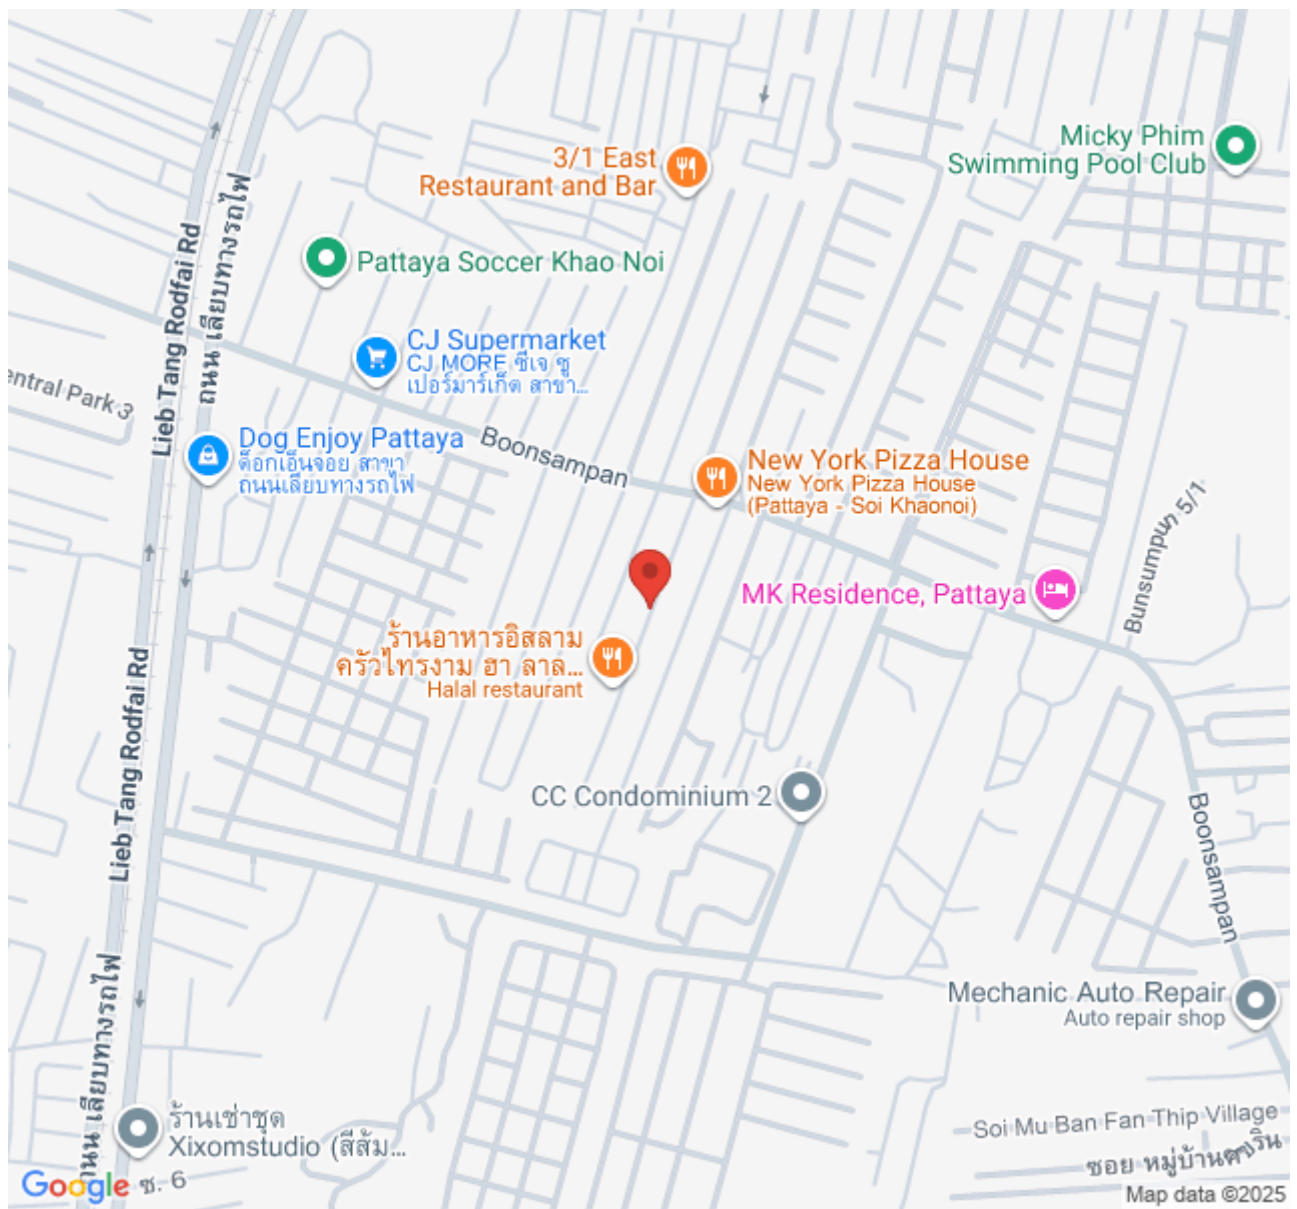 3/1 East
Restaurant and Bar
Micky Phim
Swimming Pool Club
Pattaya Soccer Khao Noi
Lieb Tang Rodfai Rd
ถนน เลียบทางรถไฟ
CJ Supermarket
CJ MORE ซีเจ ซู
เปอร์มาร์เก็ต สาขา...
entral Park 3
Dog Enjoy Pattaya
ด็อกเอ็นจอย สาขา
ถนนเลียบทางรถไฟ
Boonsampan
New York Pizza House
New York Pizza House
(Pattaya - Soi Khaonoi)
Bunsumpun 5/1
MK Residence, Pattaya
ร้านอาหารอิสลาม
ครัวไทรงาม ฮา ลาล...
Halal restaurant
Lieb Tang Rodfai Rd
CC Condominium 2
Boonsampan
Mechanic Auto Repair
Auto repair shop
ถนน เลียบทางรถไฟ
ร้านเช่าชุด
Xixomstudio (สีส้ม...
Soi Mu Ban Fan Thip Village
ซอย หมู่บ้านคชริน
Google
ซ. 6
Map data ©2025